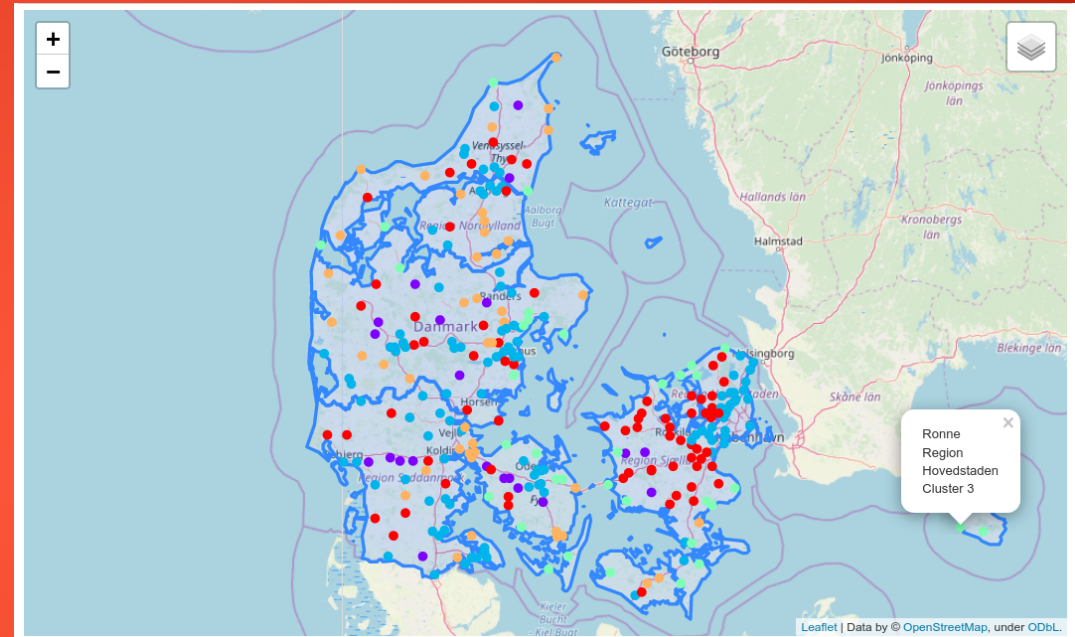 +
−
Göteborg
Jönköping
Jönköpings
län
Vendsyssel-
Thy
Aalborg
Bugt
Kattegat
Hallands län
Kronobergs
län
Region Nordjylland
Halmstad
Randers
Danmark
Helsingborg
Blekinge län
Skåne län
Horsens
Vejle
Kolding
Region Sjælland
Region Syddanmark
Ronne
Region
Hovedstaden
Cluster 3
×
Kieler
Bucht
- Kiel Bugt
Leaflet | Data by © OpenStreetMap, under ODbL.